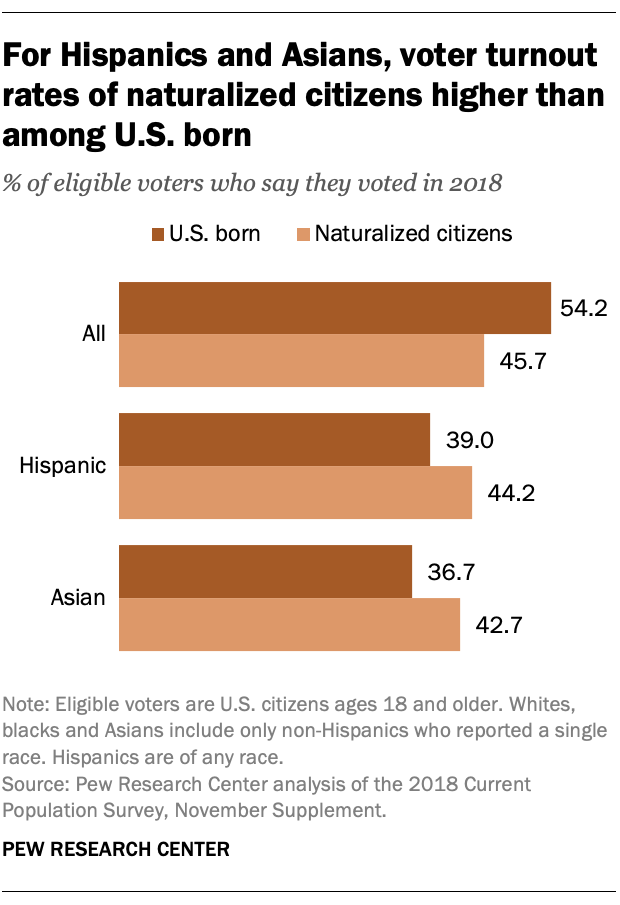 For Hispanics and Asians, voter turnout
rates of naturalized citizens higher than
among U.S. born
% of eligible voters who say they voted in 2018
U.S. born Naturalized citizens
All
54.2
45.7
Hispanic
39.0
44.2
Asian
36.7
42.7
Note: Eligible voters are U.S. citizens ages 18 and older. Whites,
blacks and Asians include only non-Hispanics who reported a single
race. Hispanics are of any race.
Source: Pew Research Center analysis of the 2018 Current
Population Survey, November Supplement.
PEW RESEARCH CENTER